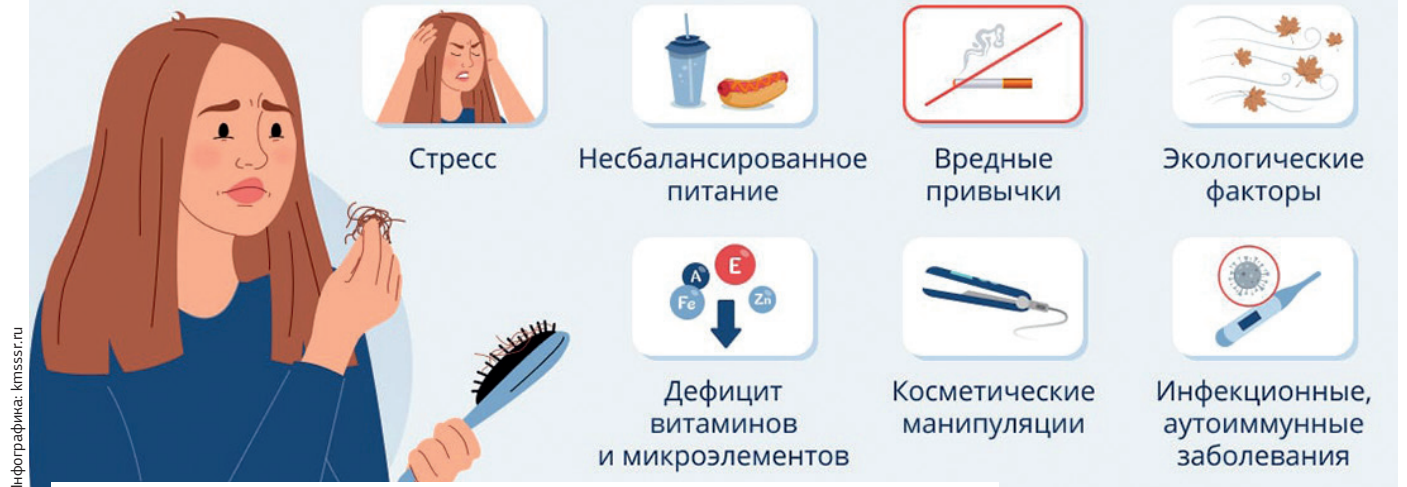 Стресс
Несбалансированное
питание
Вредные
привычки
Экологические
факторы
A
E
Fe
Zn
Дефицит
витаминов
и микроэлементов
Косметические
манипуляции
Инфекционные,
аутоиммунные
заболевания
Інфографика: kmsssr.ru